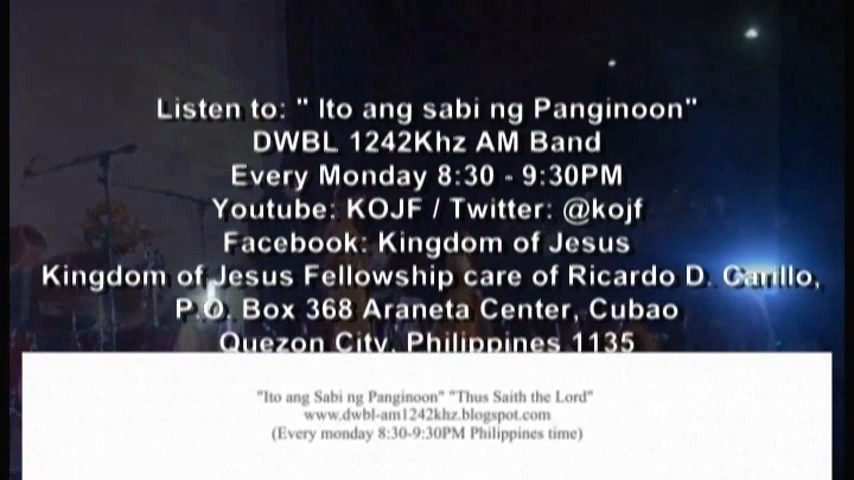 Listen to: " Ito ang sabi ng Panginoon"
DWBL 1242Khz AM Band
Every Monday 8:30 - 9:30PM
Youtube: KOJF / Twitter: @kojf
Facebook: Kingdom of Jesus
Kingdom of Jesus Fellowship care of Ricardo D. Carillo,
P.O. Box 368 Araneta Center, Cubao
Quezon City, Philippines 1135
"Ito ang Sabi ng Panginoon" "Thus Saith the Lord"
www.dwbl-am1242khz.blogspot.com
(Every monday 8:30-9:30PM Philippines time)